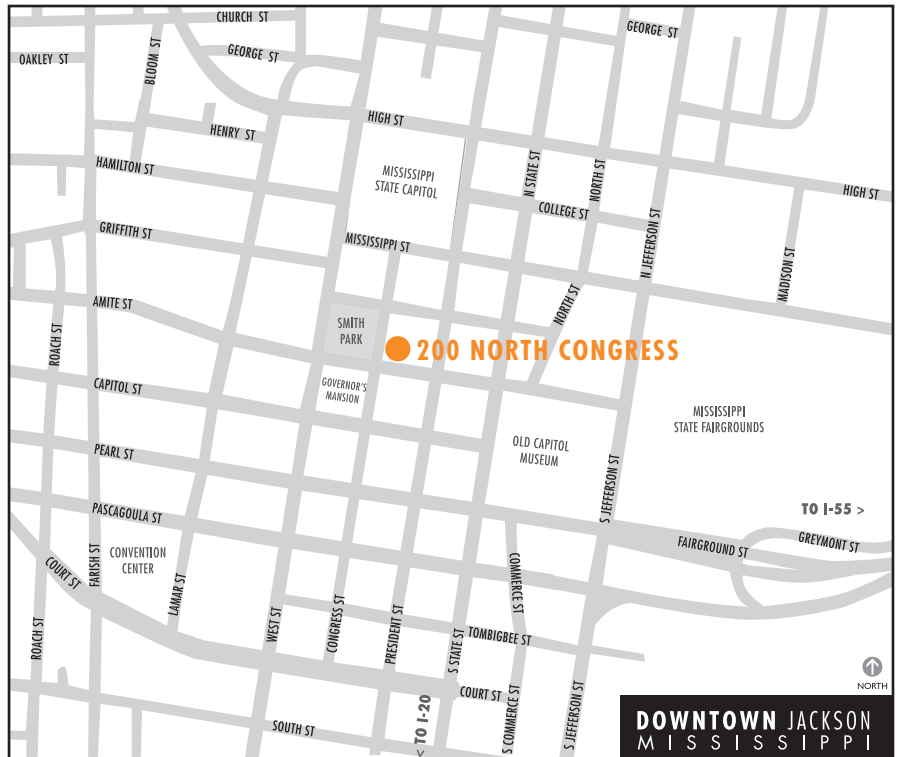 CHURCH ST
GEORGE ST
GEORGE ST
OAKLEY ST
BLOOM ST
HIGH ST
HENRY ST
HAMILTON ST
MISSISSIPPI
STATE CAPITOL
N STATE ST
NORTH ST
HIGH ST
COLLEGE ST
GRIFFITH ST
MISSISSIPPI ST
N JEFFERSON ST
MADISON ST
AMITE ST
NORTH ST
ROACH ST
SMITH
PARK
200 NORTH CONGRESS
CAPITOL ST
GOVERNOR'S
MANSION
MISSISSIPPI
STATE FAIRGROUNDS
PEARL ST
OLD CAPITOL
MUSEUM
S JEFFERSON ST
PASCAGOULA ST
TO I-55 >
FAIRGROUND ST
GREYMONT ST
CONVENTION
CENTER
COURT ST
FARISH ST
LAMAR ST
COMMERCE ST
ROACH ST
WEST ST
CONGRESS ST
PRESIDENT ST
S STATE ST
TOMBIGBEE ST
NORTH
COURT ST
S COMMERCE ST
S JEFFERSON ST
SOUTH ST
< TO I-20
DOWNTOWN JACKSON
MISSISSIPPI